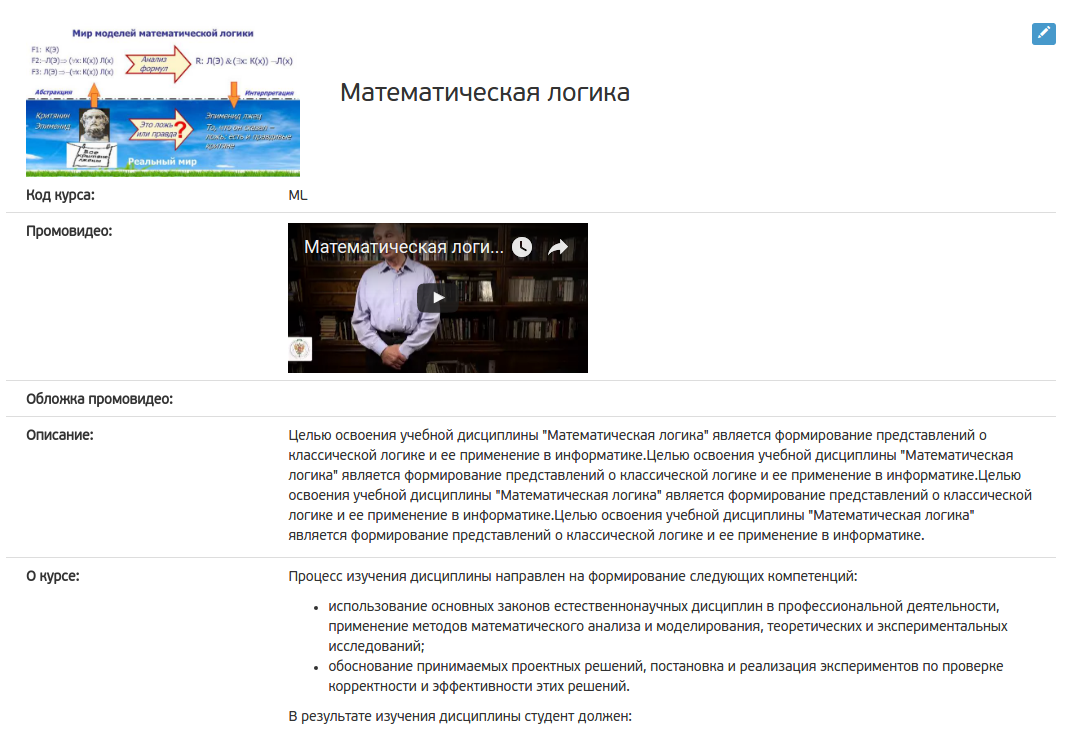 Мир моделей математической логики
F1: К(Э)
F2: ¬Л(Э)⇒ (∀x: К(x)) Л(x)
F3: Л(Э)⇒¬(∀x: К(x)) Л(x)
Анализ
формул
R: Л(Э) & (∃x: К(x)) ¬Л(x)
Абстракция
Интерпретация
Критянин
Эпименид
Это ложь
или правда
?
Эпименид лжец
То, что он сказал –
ложь, есть и правдивые
критяне
Все
критяне
лжецы
Реальный мир
Математическая логика
Код курса:
ML
Промовидео:
Математическая логи...
Обложка промовидео:
Описание:
Целью освоения учебной дисциплины "Математическая логика" является формирование представлений о
классической логике и ее применение в информатике.Целью освоения учебной дисциплины "Математическая
логика" является формирование представлений о классической логике и ее применение в информатике.Целью
освоения учебной дисциплины "Математическая логика" является формирование представлений о классической
логике и ее применение в информатике.Целью освоения учебной дисциплины "Математическая логика"
является формирование представлений о классической логике и ее применение в информатике.
О курсе:
Процесс изучения дисциплины направлен на формирование следующих компетенций:
• использование основных законов естественнонаучных дисциплин в профессиональной деятельности,
применение методов математического анализа и моделирования, теоретических и экспериментальных
исследований;
• обоснование принимаемых проектных решений, постановка и реализация экспериментов по проверке
корректности и эффективности этих решений.
В результате изучения дисциплины студент должен: